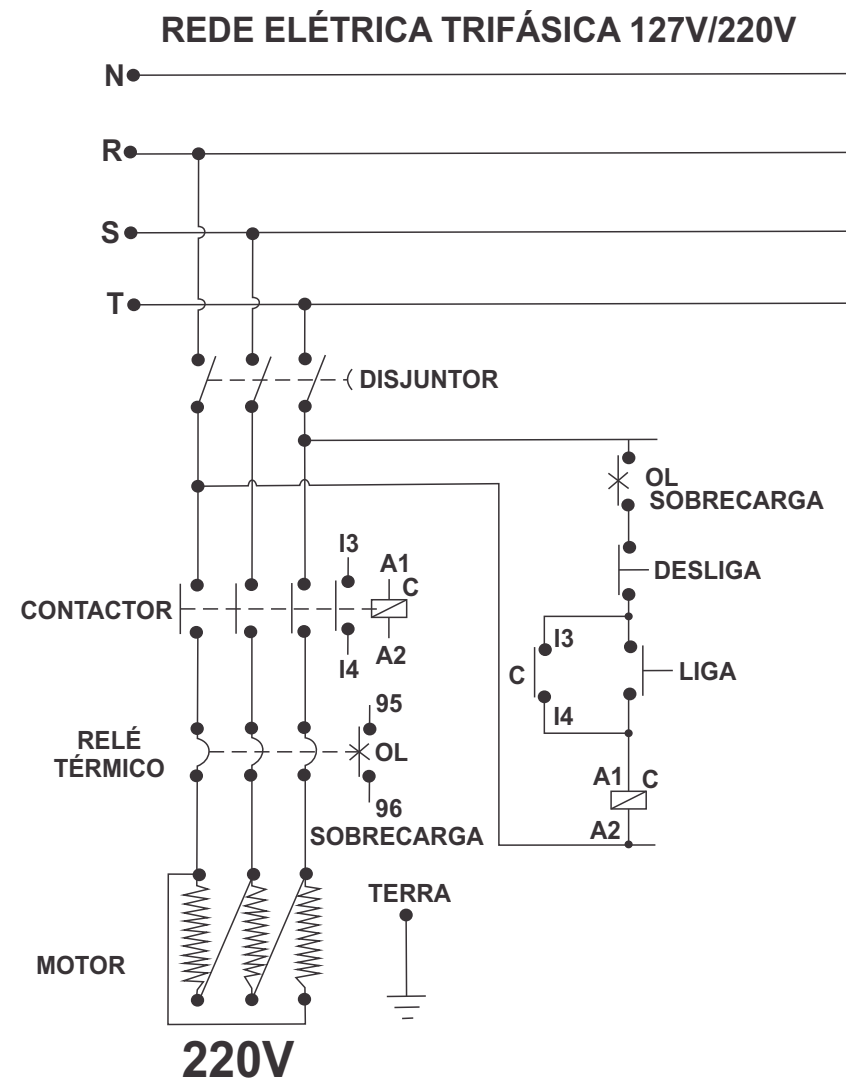 REDE ELÉTRICA TRIFÁSICA 127V/220V
N
R
S
T
DISJUNTOR
OL
SOBRECARGA
I3
A1
C
DESLIGA
CONTACTOR
I4
A2
I3
C
LIGA
I4
95
RELÉ
TÉRMICO
OL
96
SOBRECARGA
A1
C
A2
TERRA
MOTOR
220V